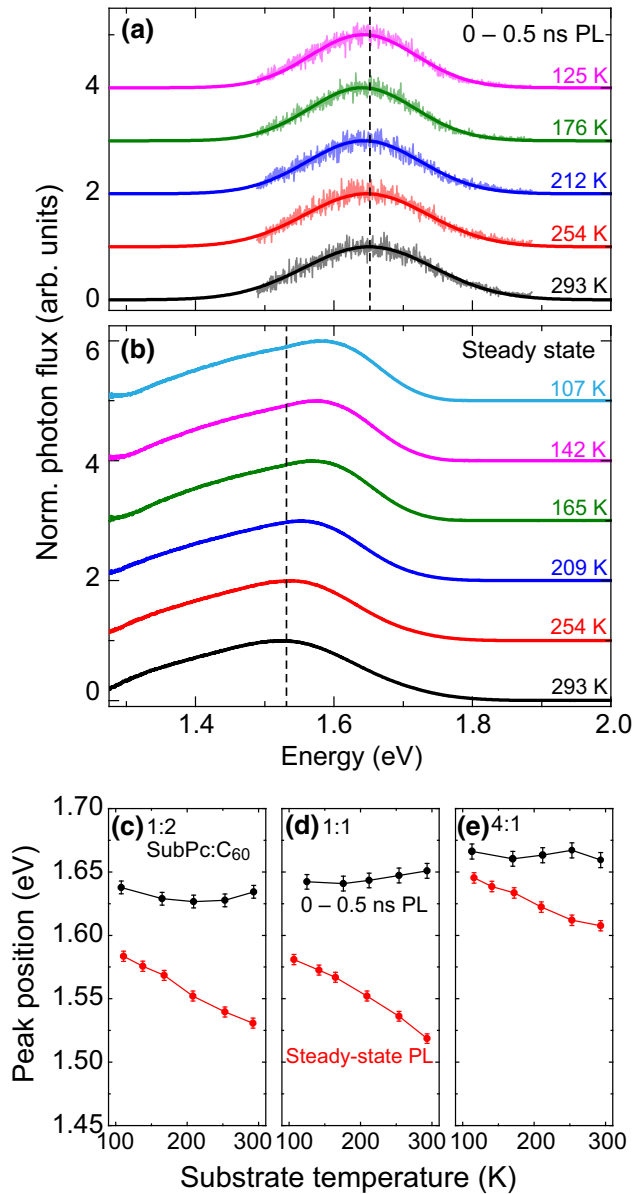 (a)
0 – 0.5 ns PL
125 K
4
176 K
212 K
2
254 K
293 K
0
Norm. photon flux (arb. units)
(b)
Steady state
6
107 K
142 K
4
165 K
209 K
2
254 K
293 K
0
1.4
1.6
1.8
2.0
Energy (eV)
1.70
1.65
1.60
1.55
1.50
1.45
Peak position (eV)
(c) 1:2
SubPc:C60
(d) 1:1
0 – 0.5 ns PL
Steady-state PL
(e) 4:1
100 200 300
100 200 300
100 200 300
Substrate temperature (K)